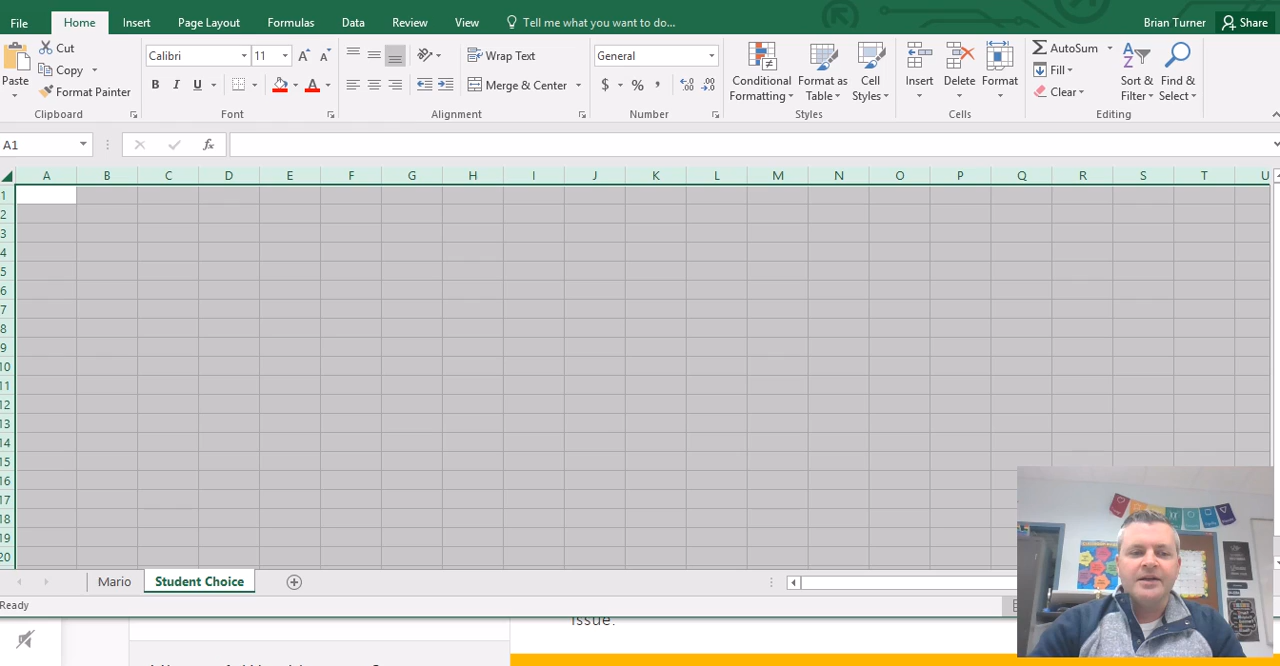 File Home Insert Page Layout Formulas Data Review View Tell me what you want to do... Brian Turner Share
Cut
Copy
Format Painter
Paste
Clipboard
Calibri 11
B I U
A
Font
Wrap Text
Merge & Center
Alignment
General
$ % ,
Number
Conditional Formatting
Format as Table
Cell Styles
Styles
Insert Delete Format
Cells
AutoSum
Fill
Clear
Sort & Filter
Find & Select
Editing
A1 fx
A B C D E F G H I J K L M N O P Q R S T U
1
2
3
4
5
6
7
8
9
10
11
12
13
14
15
16
17
18
19
20
Mario Student Choice
Ready
issue.